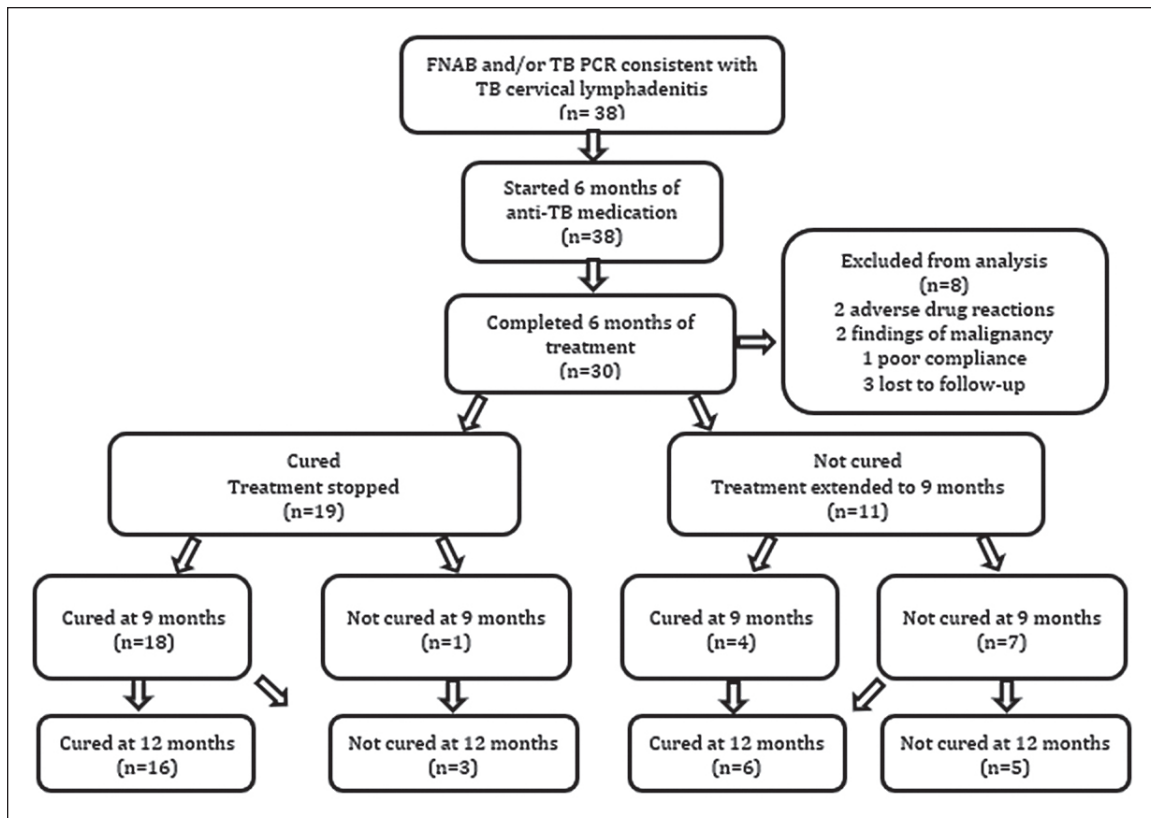 FNAB and/or TB PCR consistent with
TB cervical lymphadenitis
(n= 38)
Started 6 months of
anti-TB medication
(n=38)
Excluded from analysis
(n=8)
2 adverse drug reactions
2 findings of malignancy
1 poor compliance
3 lost to follow-up
Completed 6 months of
treatment
(n=30)
Cured
Treatment stopped
(n=19)
Not cured
Treatment extended to 9 months
(n=11)
Cured at 9 months
(n=18)
Not cured at 9 months
(n=1)
Cured at 9 months
(n=4)
Not cured at 9 months
(n=7)
Cured at 12 months
(n=16)
Not cured at 12 months
(n=3)
Cured at 12 months
(n=6)
Not cured at 12 months
(n=5)